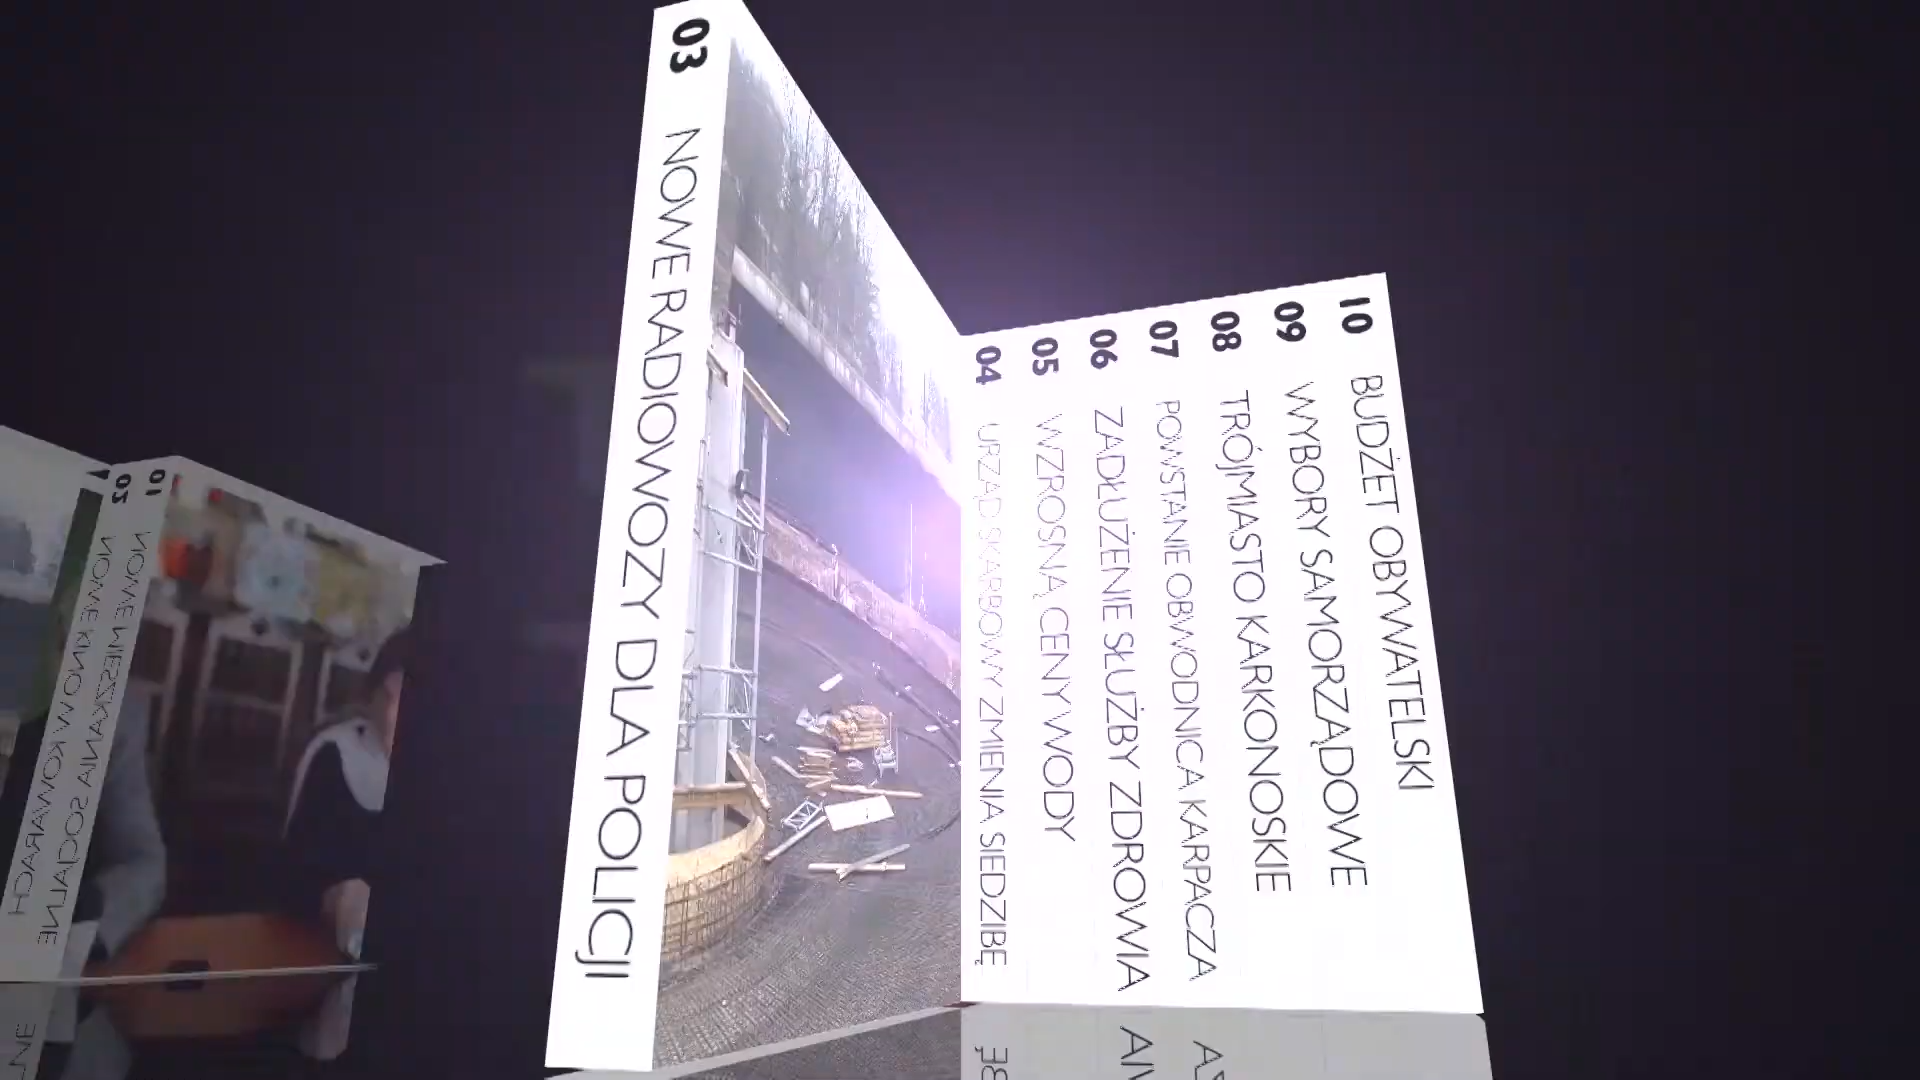 01 NOWE MIESZKANIA SOCJALNE
02 NOWE KINO W KOWARACH
03 NOWE RADIOWOZY DLA POLICJI
04 URZĄD SKARBOWY ZMIENIA SIEDZIBĘ
05 WZROSNĄ CENY WODY
06 ZADŁUŻENIE SŁUŻBY ZDROWIA
07 POWSTANIE OBWODNICA KARPACZA
08 TRÓJMIASTO KARKONOSKIE
09 WYBORY SAMORZĄDOWE
10 BUDŻET OBYWATELSKI